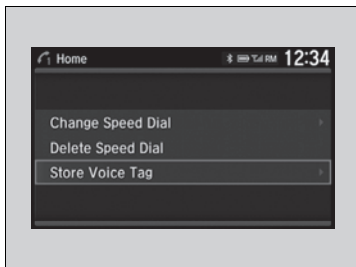 Home
12:34
Change Speed Dial
Delete Speed Dial
Store Voice Tag